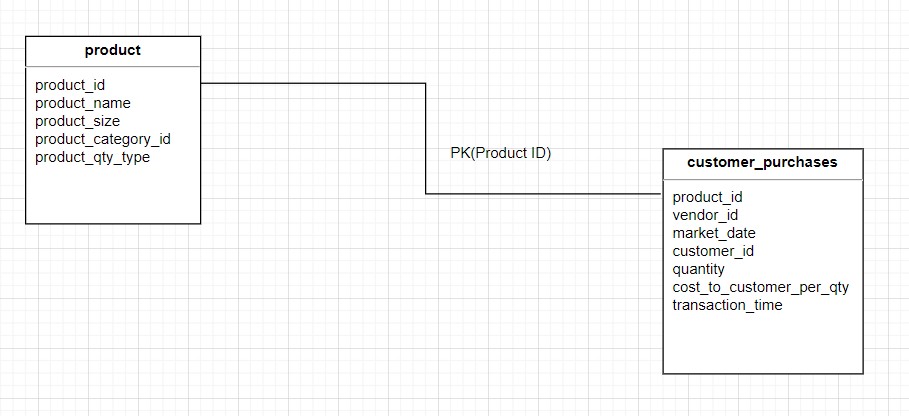 product
product_id
product_name
product_size
product_category_id
product_qty_type
PK(Product ID)
customer_purchases
product_id
vendor_id
market_date
customer_id
quantity
cost_to_customer_per_qty
transaction_time